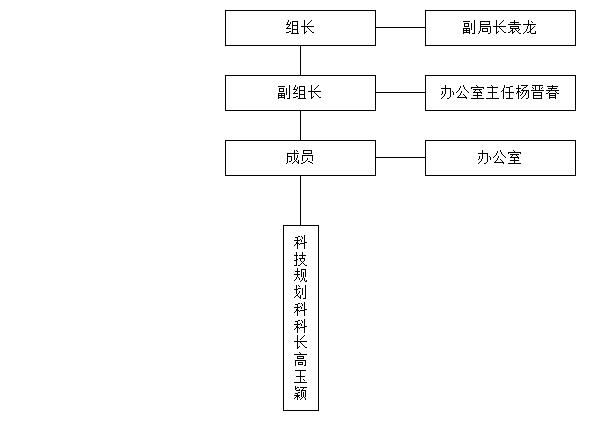 组长
副局长袁龙
副组长
办公室主任杨晋春
成员
办公室
科技规划科科长高玉颖